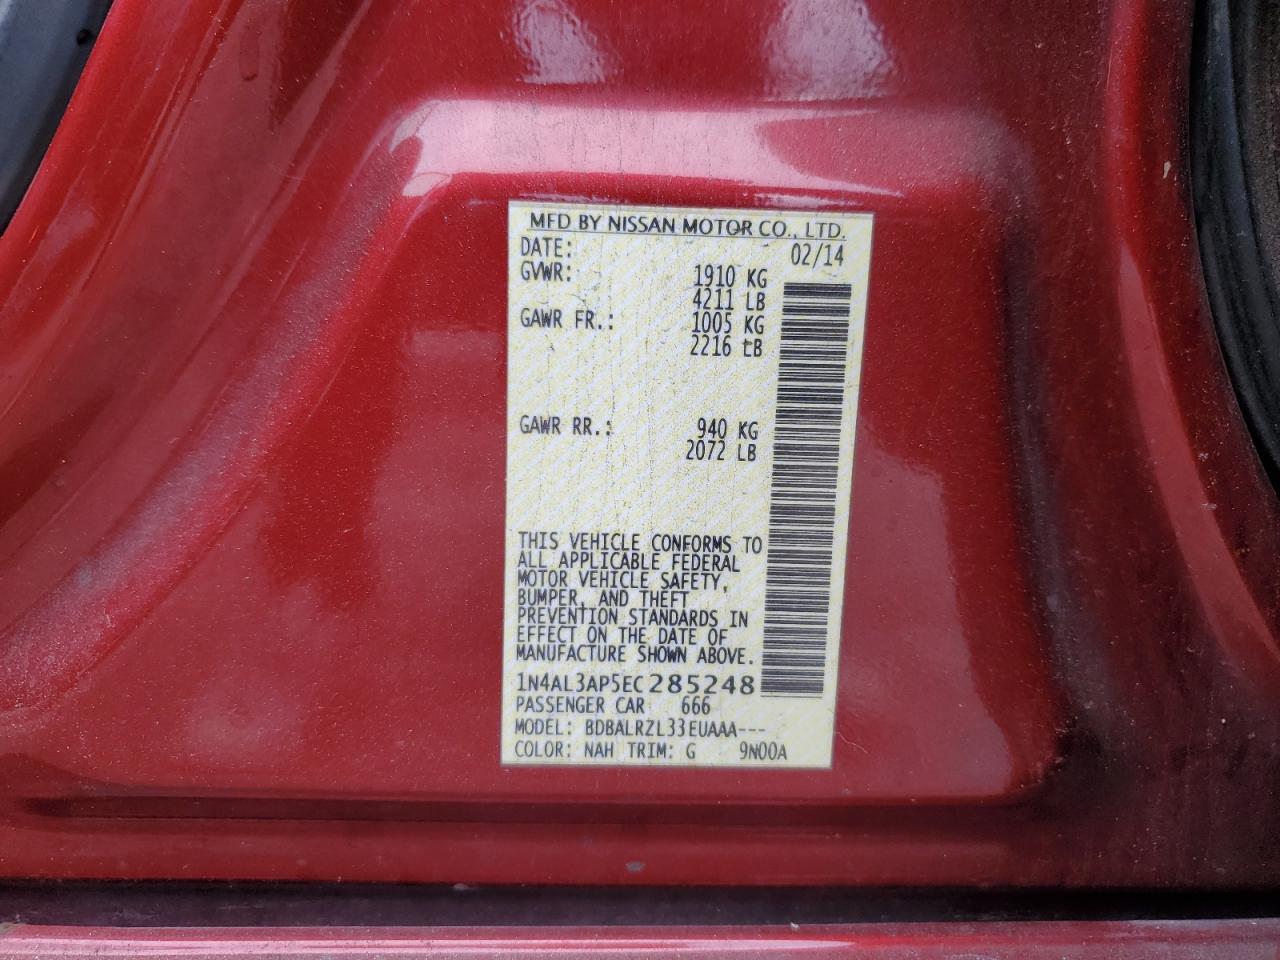 MFD BY NISSAN MOTOR CO., LTD.
DATE: 02/14
GVWR: 1910 KG
4211 LB
GAWR FR.: 1005 KG
2216 LB
GAWR RR.: 940 KG
2072 LB
THIS VEHICLE CONFORMS TO
ALL APPLICABLE FEDERAL
MOTOR VEHICLE SAFETY,
BUMPER, AND THEFT
PREVENTION STANDARDS IN
EFFECT ON THE DATE OF
MANUFACTURE SHOWN ABOVE.
1N4AL3AP5EC285248
PASSENGER CAR 666
MODEL: BDBALRZL33EUAAA---
COLOR: NAH TRIM: G 9N00A